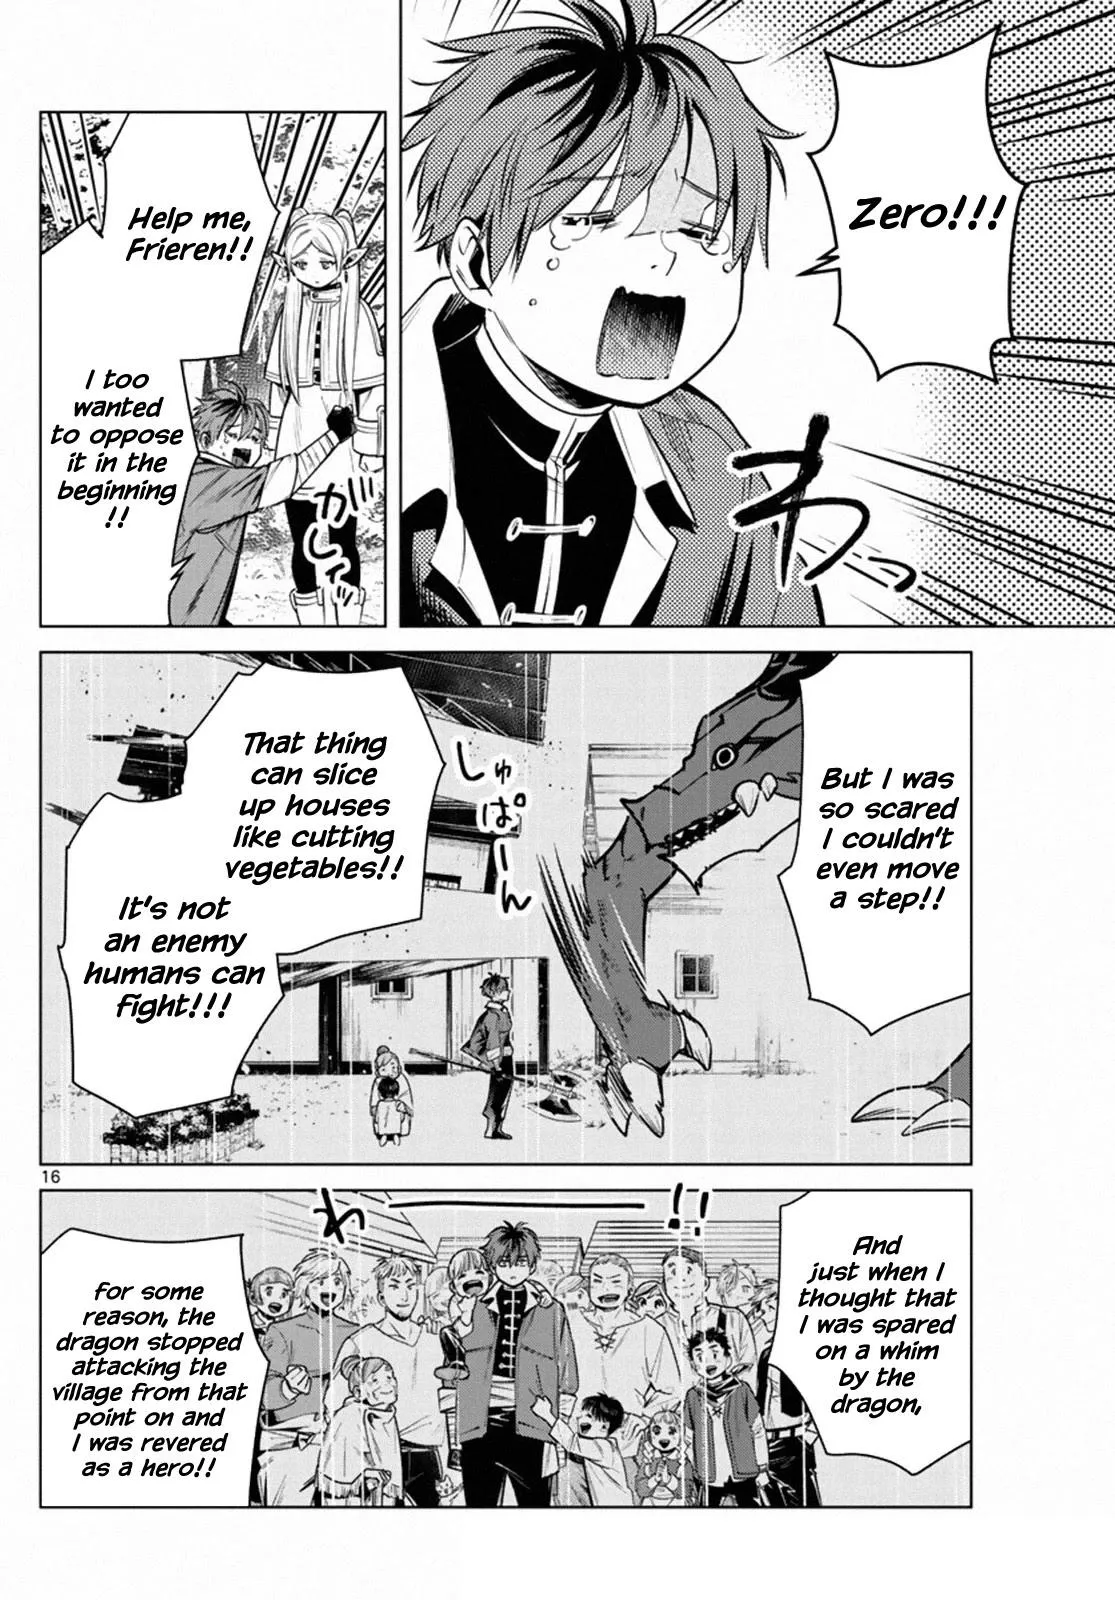 Zero!!!
わっ
Help me,
Frieren!!
I too
wanted
to oppose
it in the
beginning
!!
ガ
しっ
But I was
so scared
I couldn't
even move
a step!!
しゅぱーん
That thing
can slice
up houses
like cutting
vegetables!!
It's not
an enemy
humans can
fight!!!
16
And
just when I
thought that
I was spared
on a whim
by the
dragon,
わー!!
for some
reason, the
dragon stopped
attacking the
village from that
point on and
I was revered
as a hero!!